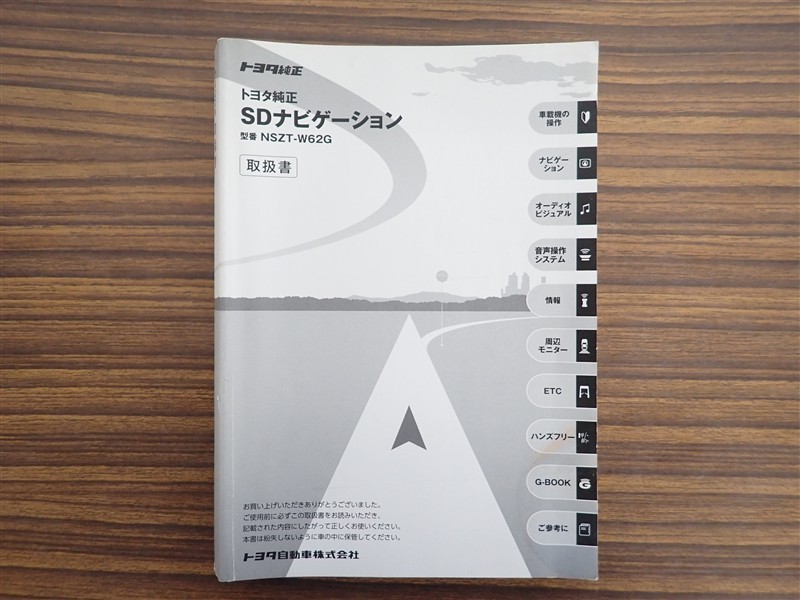 トヨタ純正
トヨタ純正
SDナビゲーション
型番 NSZT-W62G
取扱書
車載機の
操作
ナビゲー
ション
オーディオ
ビジュアル
音声操作
システム
情報
周辺
モニター
ETC
ハンズフリー
G-BOOK
ご参考に
お買い上げいただきありがとうございました。
ご使用前に必ずこの取扱書をお読みいただき、
記載された内容にしたがって正しくお使いください。
本書は紛失しないように車の中に保管してください。
トヨタ自動車株式会社